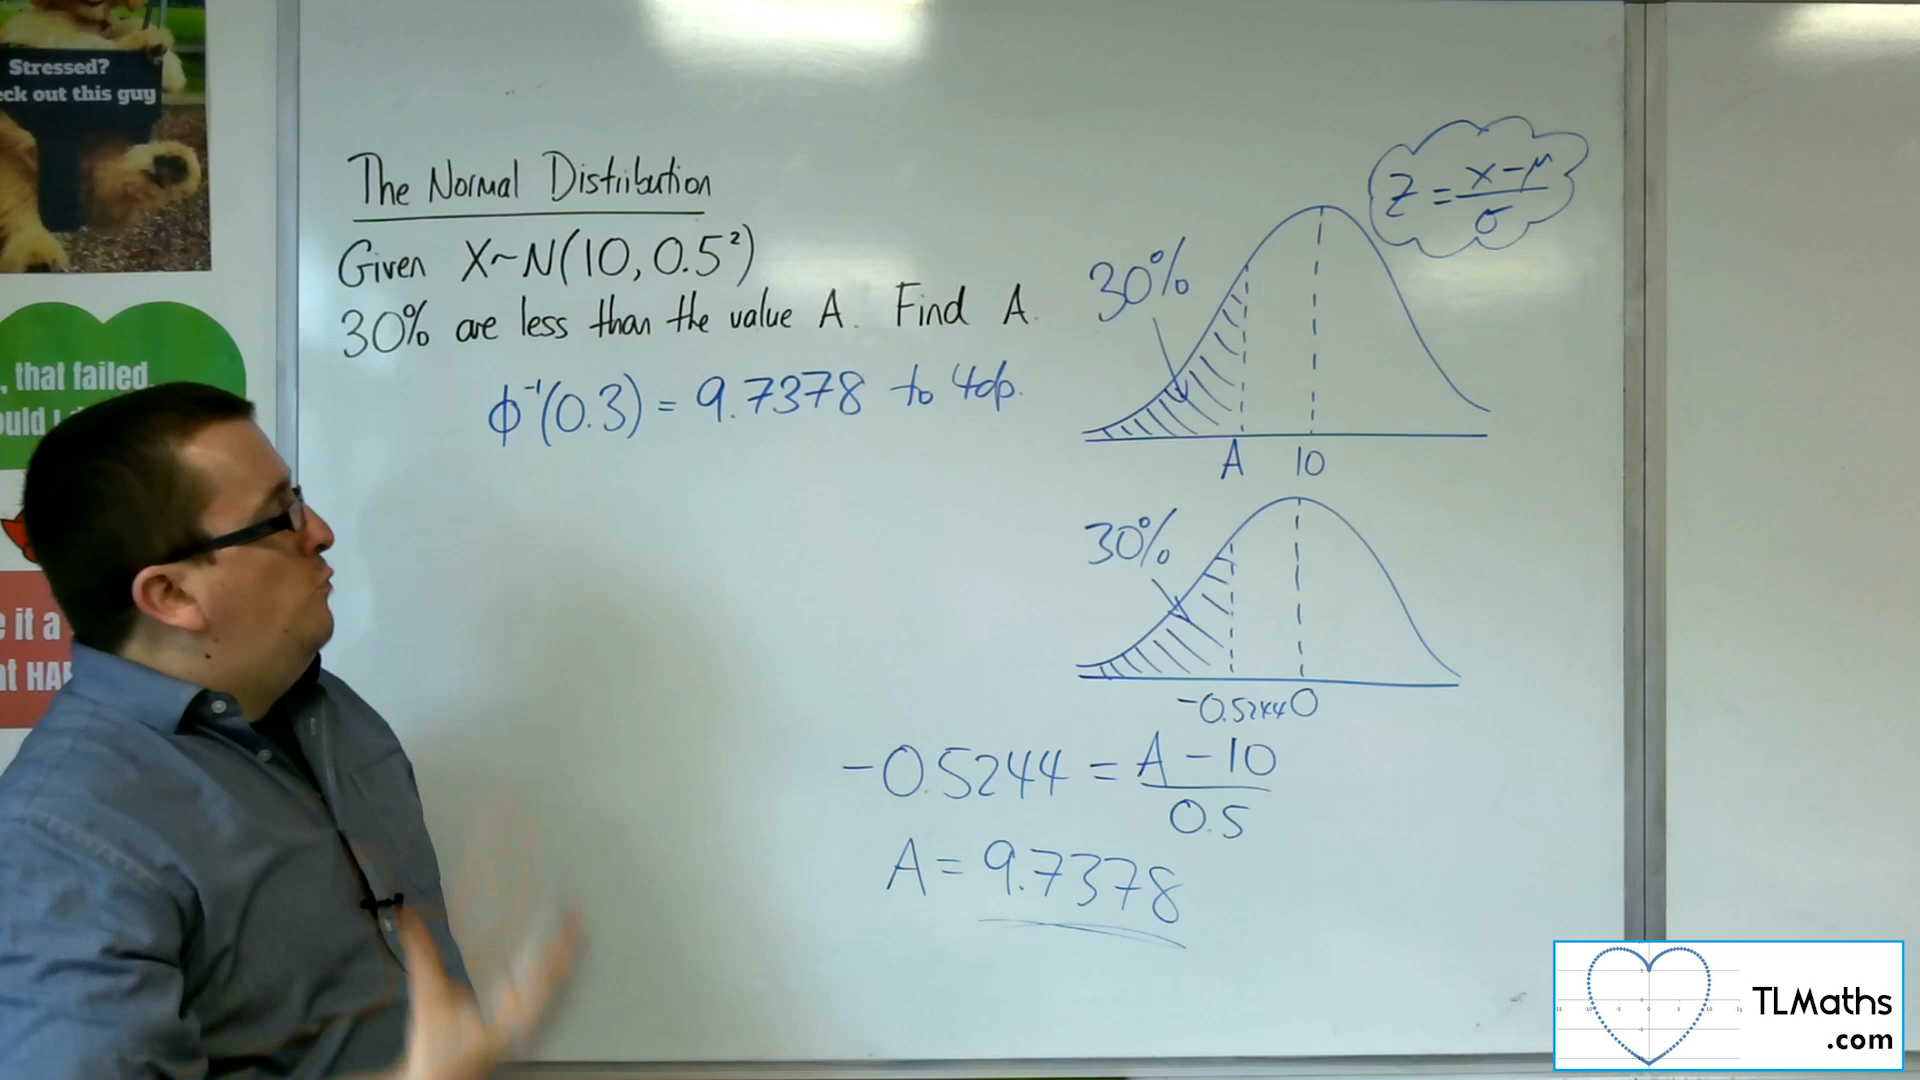 Stressed?
ck out this guy
, that failed
ould I
e it a
at HA
The Normal Distribution
Given X~N(10, 0.5²)
30% are less than the value A. Find A.
ϕ⁻¹(0.3) = 9.7378 to 4dp.
Z = x-μ
σ
30%
A 10
30%
-0.5244 0
-0.5244 = A - 10
0.5
A = 9.7378
TLMaths
.com